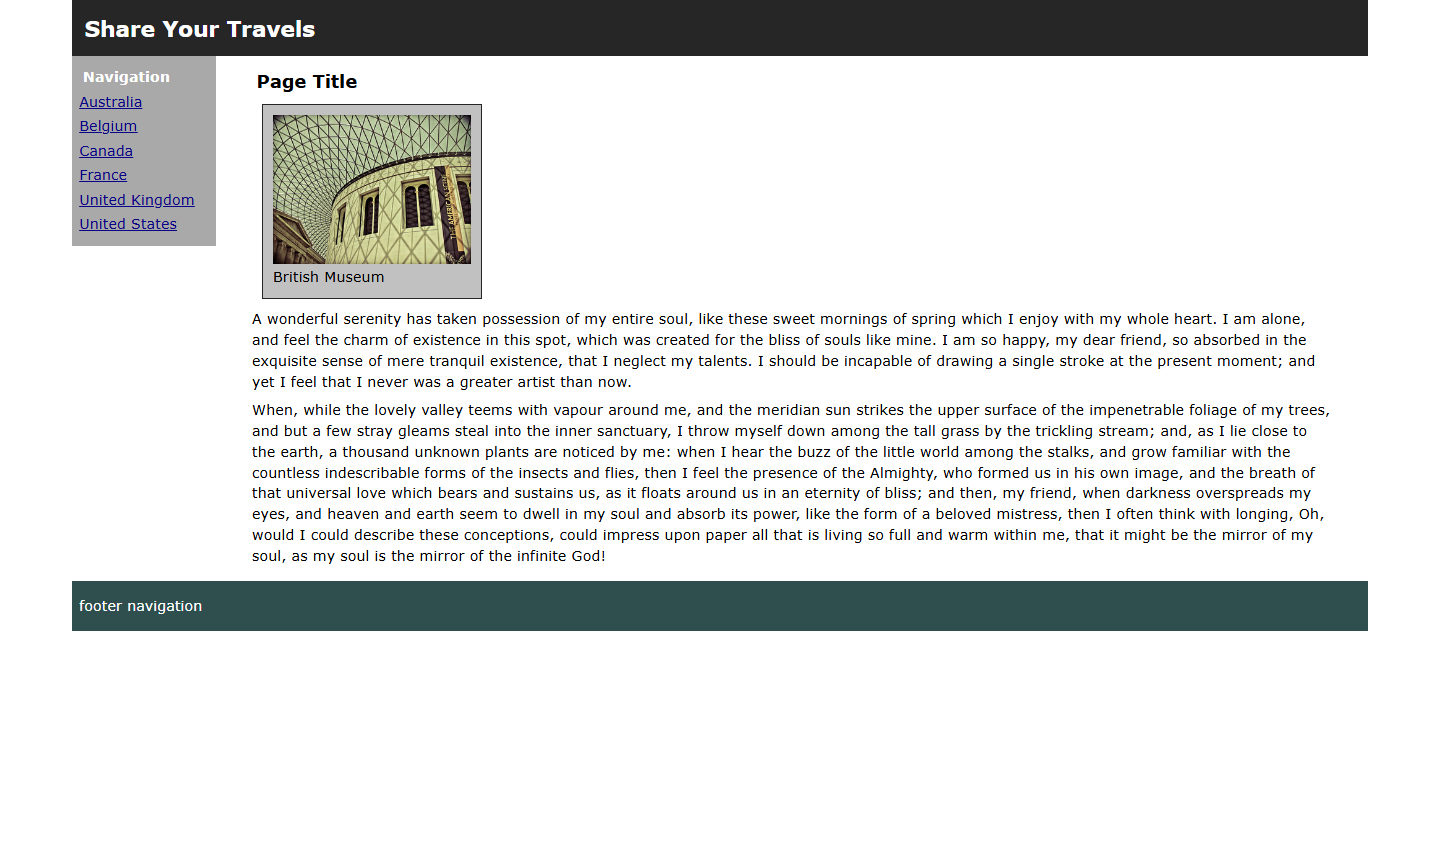 Share Your Travels
Navigation
Australia
Belgium
Canada
France
United Kingdom
United States
Page Title
THE AMERICAN SCENE
British Museum
A wonderful serenity has taken possession of my entire soul, like these sweet mornings of spring which I enjoy with my whole heart. I am alone,
and feel the charm of existence in this spot, which was created for the bliss of souls like mine. I am so happy, my dear friend, so absorbed in the
exquisite sense of mere tranquil existence, that I neglect my talents. I should be incapable of drawing a single stroke at the present moment; and
yet I feel that I never was a greater artist than now.
When, while the lovely valley teems with vapour around me, and the meridian sun strikes the upper surface of the impenetrable foliage of my trees,
and but a few stray gleams steal into the inner sanctuary, I throw myself down among the tall grass by the trickling stream; and, as I lie close to
the earth, a thousand unknown plants are noticed by me: when I hear the buzz of the little world among the stalks, and grow familiar with the
countless indescribable forms of the insects and flies, then I feel the presence of the Almighty, who formed us in his own image, and the breath of
that universal love which bears and sustains us, as it floats around us in an eternity of bliss; and then, my friend, when darkness overspreads my
eyes, and heaven and earth seem to dwell in my soul and absorb its power, like the form of a beloved mistress, then I often think with longing, Oh,
would I could describe these conceptions, could impress upon paper all that is living so full and warm within me, that it might be the mirror of my
soul, as my soul is the mirror of the infinite God!
footer navigation